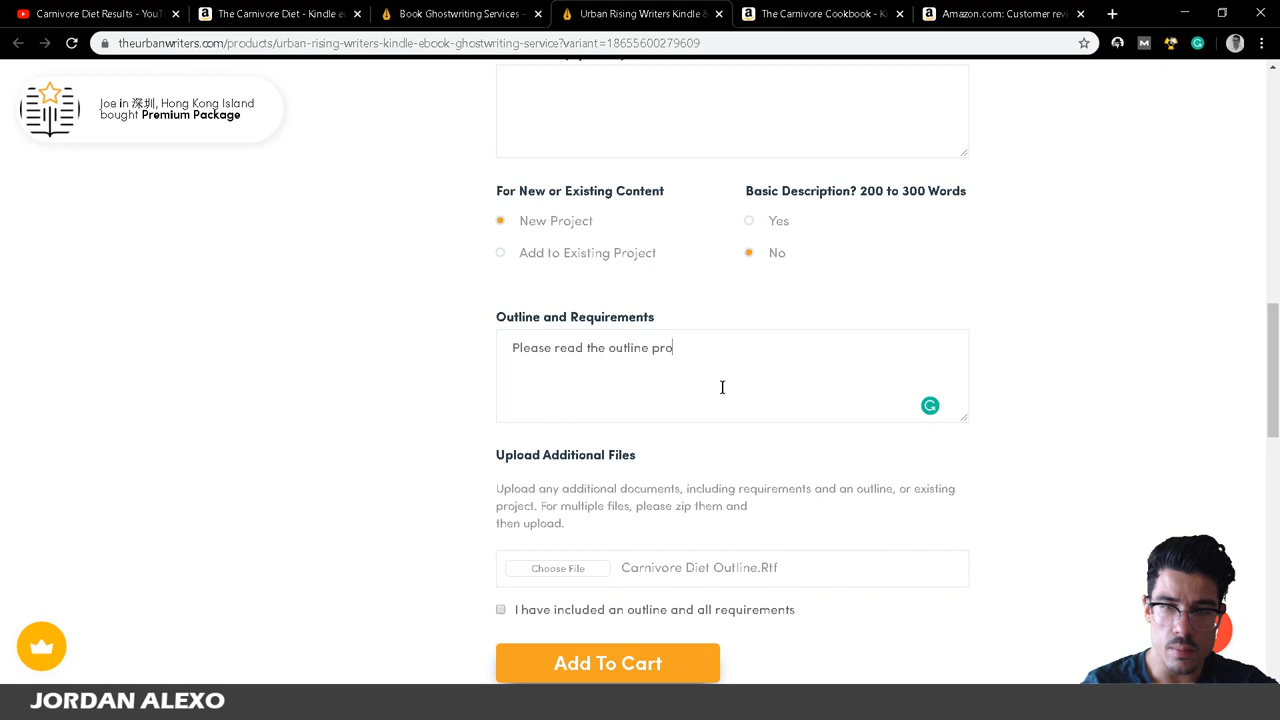 Carnivore Diet Results - YouTu
The Carnivore Diet - Kindle e
Book Ghostwriting Services –
Urban Rising Writers Kindle &
The Carnivore Cookbook - Ki
Amazon.com: Customer revi
theurbanwriters.com/products/urban-rising-writers-kindle-ebook-ghostwriting-service?variant=18655600279609
Joe in 深圳, Hong Kong Island
bought Premium Package
For New or Existing Content
Basic Description? 200 to 300 Words
New Project
Yes
Add to Existing Project
No
Outline and Requirements
Please read the outline pro
Upload Additional Files
Upload any additional documents, including requirements and an outline, or existing
project. For multiple files, please zip them and
then upload.
Choose File
Carnivore Diet Outline.Rtf
I have included an outline and all requirements
Add To Cart
JORDAN ALEXO